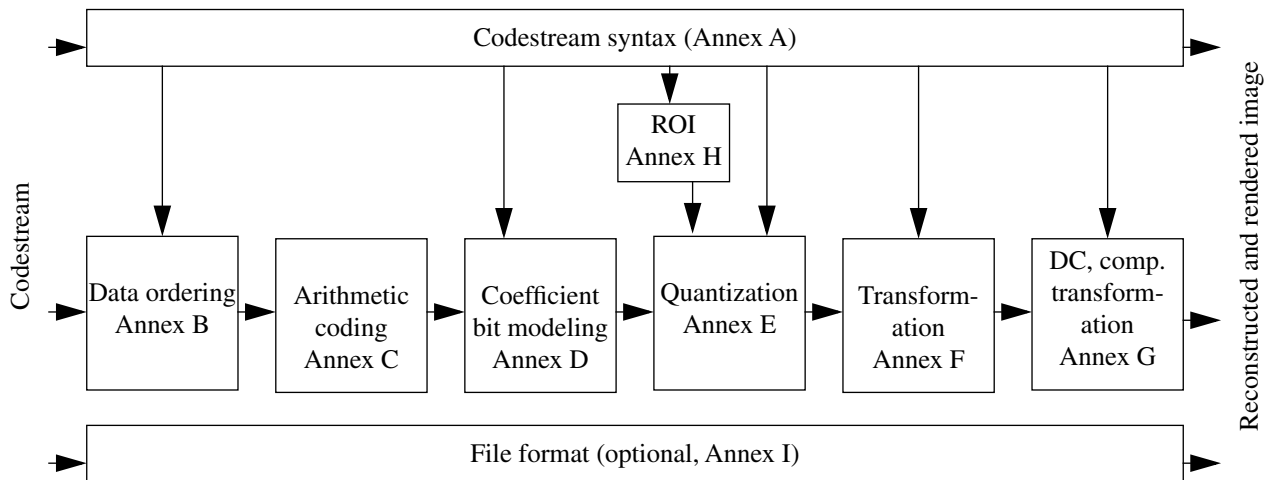 Codestream syntax (Annex A)
ROI
Annex H
Codestream
Data ordering
Annex B
Arithmetic
coding
Annex C
Coefficient
bit modeling
Annex D
Quantization
Annex E
Transform-
ation
Annex F
DC, comp.
transform-
ation
Annex G
Reconstructed and rendered image
File format (optional, Annex I)